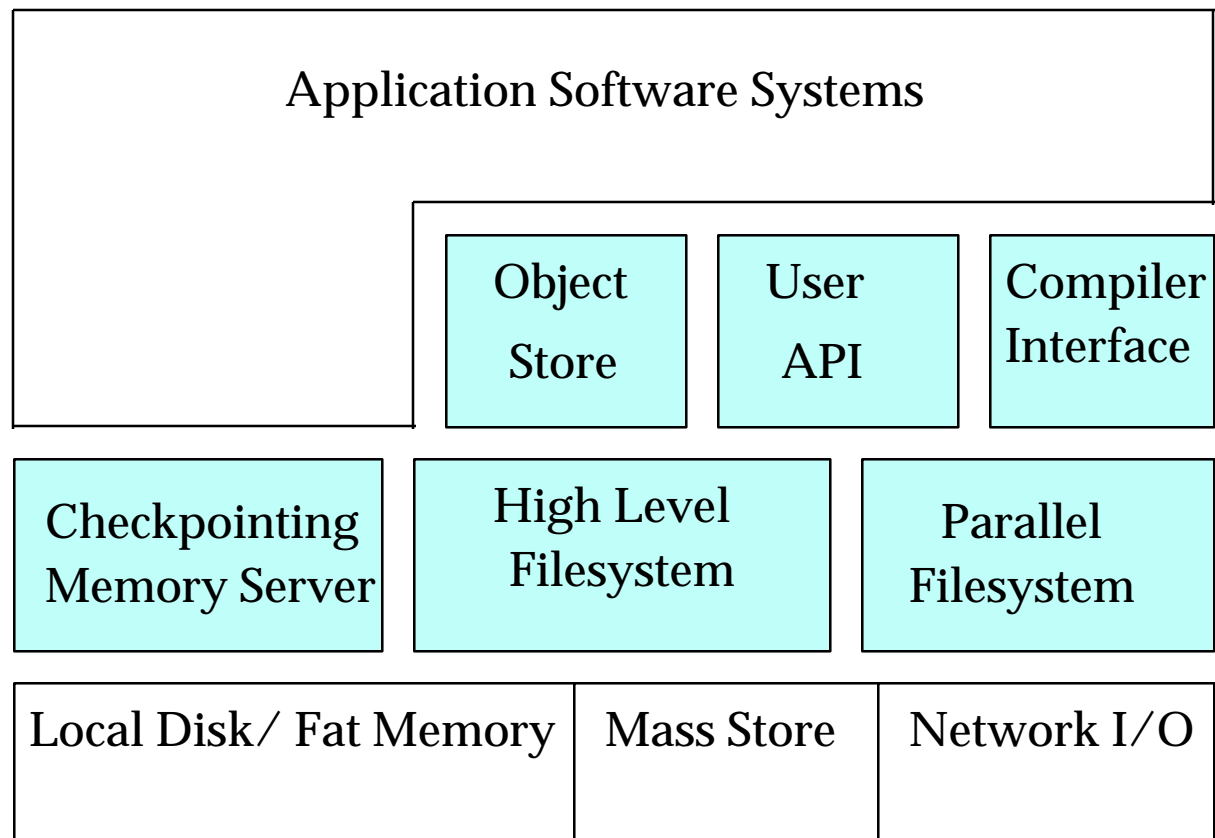 Application Software Systems
Object
Store
User
API
Compiler
Interface
Checkpointing
Memory Server
High Level
Filesystem
Parallel
Filesystem
Local Disk/ Fat Memory
Mass Store
Network I/O